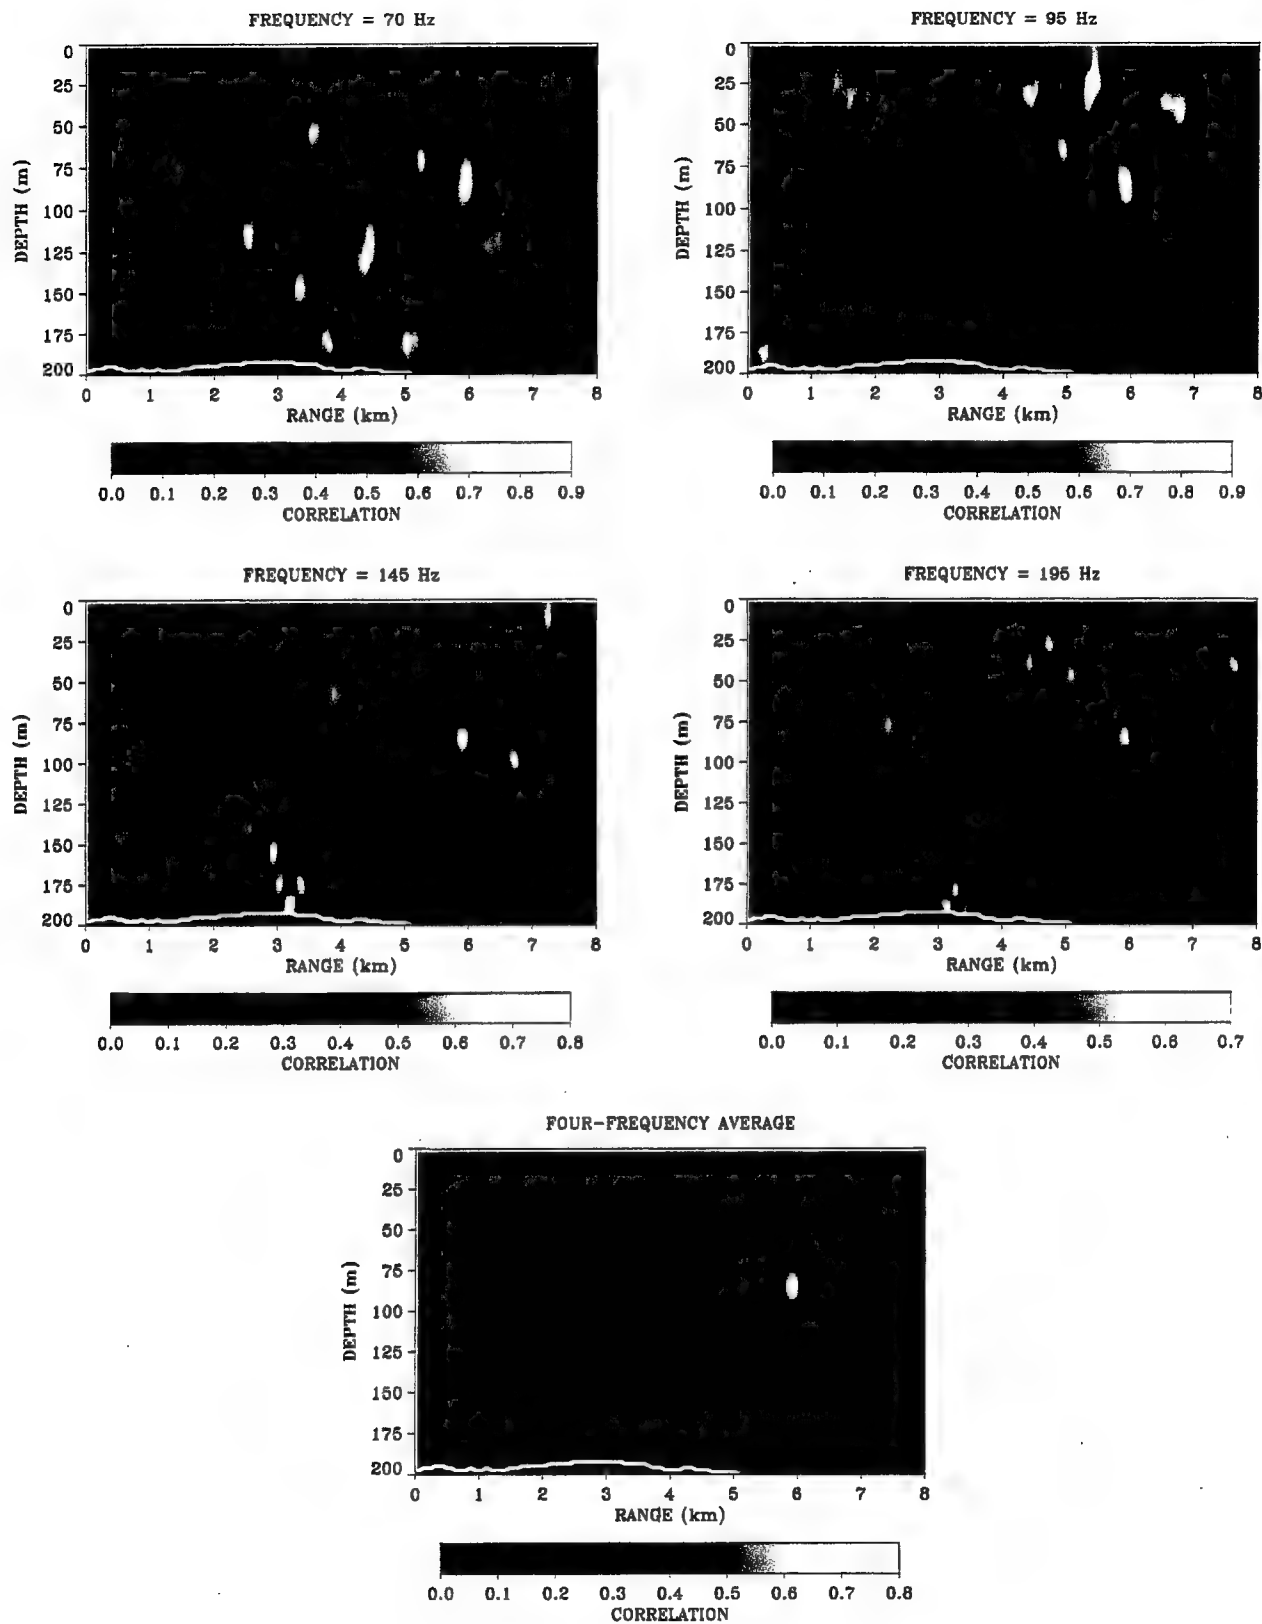 FREQUENCY = 70 Hz
0
25
50
75
100
125
150
175
200
DEPTH (m)
0 1 2 3 4 5 6 7 8
RANGE (km)
0.0 0.1 0.2 0.3 0.4 0.5 0.6 0.7 0.8 0.9
CORRELATION
FREQUENCY = 95 Hz
0
25
50
75
100
125
150
175
200
DEPTH (m)
0 1 2 3 4 5 6 7 8
RANGE (km)
0.0 0.1 0.2 0.3 0.4 0.5 0.6 0.7 0.8 0.9
CORRELATION
FREQUENCY = 145 Hz
0
25
50
75
100
125
150
175
200
DEPTH (m)
0 1 2 3 4 5 6 7 8
RANGE (km)
0.0 0.1 0.2 0.3 0.4 0.5 0.6 0.7 0.8
CORRELATION
FREQUENCY = 195 Hz
0
25
50
75
100
125
150
175
200
DEPTH (m)
0 1 2 3 4 5 6 7 8
RANGE (km)
0.0 0.1 0.2 0.3 0.4 0.5 0.6 0.7
CORRELATION
FOUR-FREQUENCY AVERAGE
0
25
50
75
100
125
150
175
200
DEPTH (m)
0 1 2 3 4 5 6 7 8
RANGE (km)
0.0 0.1 0.2 0.3 0.4 0.5 0.6 0.7 0.8
CORRELATION